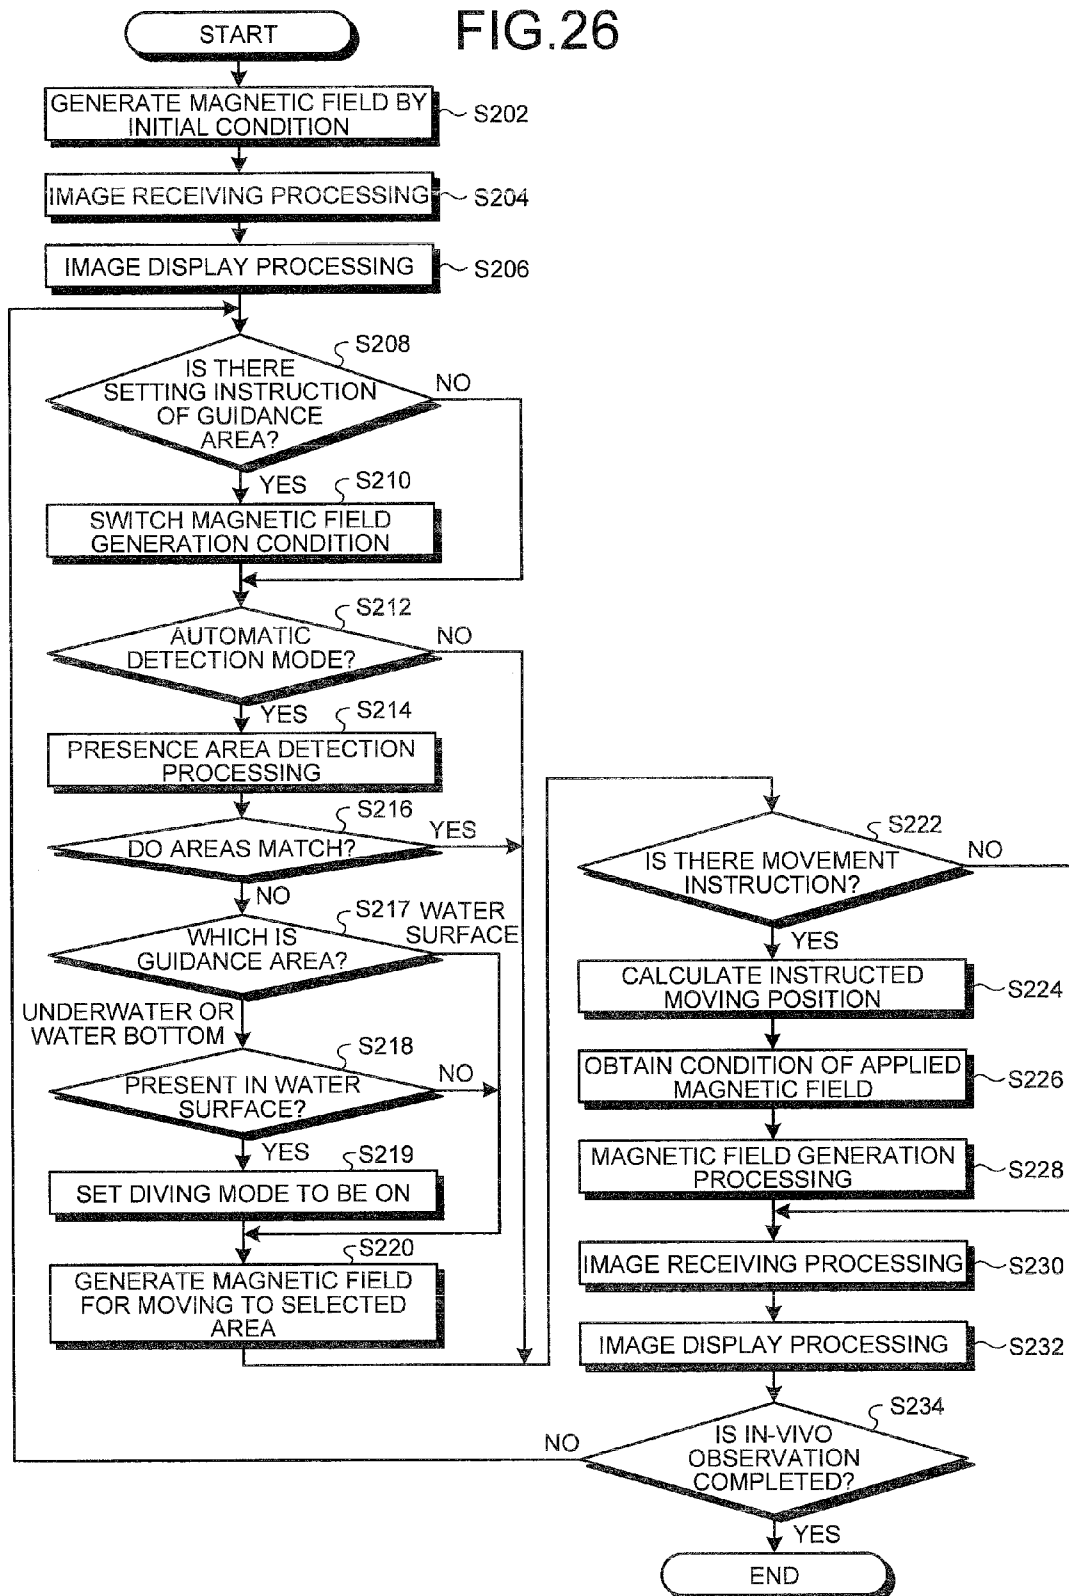 FIG.26
START
GENERATE MAGNETIC FIELD BY
INITIAL CONDITION
S202
IMAGE RECEIVING PROCESSING
S204
IMAGE DISPLAY PROCESSING
S206
S208
IS THERE
SETTING INSTRUCTION
OF GUIDANCE
AREA?
NO
YES
S210
SWITCH MAGNETIC FIELD
GENERATION CONDITION
S212
AUTOMATIC
DETECTION MODE?
NO
YES
S214
PRESENCE AREA DETECTION
PROCESSING
S216
DO AREAS MATCH?
YES
NO
S217
WATER
SURFACE
WHICH IS
GUIDANCE AREA?
UNDERWATER OR
WATER BOTTOM
S218
PRESENT IN WATER
SURFACE?
NO
YES
S219
SET DIVING MODE TO BE ON
S220
GENERATE MAGNETIC FIELD
FOR MOVING TO SELECTED
AREA
S222
IS THERE MOVEMENT
INSTRUCTION?
NO
YES
CALCULATE INSTRUCTED
MOVING POSITION
S224
OBTAIN CONDITION OF APPLIED
MAGNETIC FIELD
S226
MAGNETIC FIELD GENERATION
PROCESSING
S228
IMAGE RECEIVING PROCESSING
S230
IMAGE DISPLAY PROCESSING
S232
S234
IS IN-VIVO
OBSERVATION
COMPLETED?
NO
YES
END